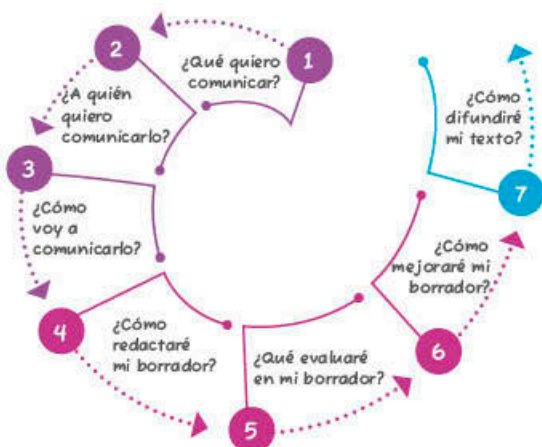 1
¿Qué quiero
comunicar?
2
¿A quién
quiero
comunicarlo?
3
¿Cómo
voy a
comunicarlo?
4
¿Cómo
redactaré
mi borrador?
5
¿Qué evaluaré
en mi borrador?
6
¿Cómo
mejoraré mi
borrador?
7
¿Cómo
difundiré
mi texto?